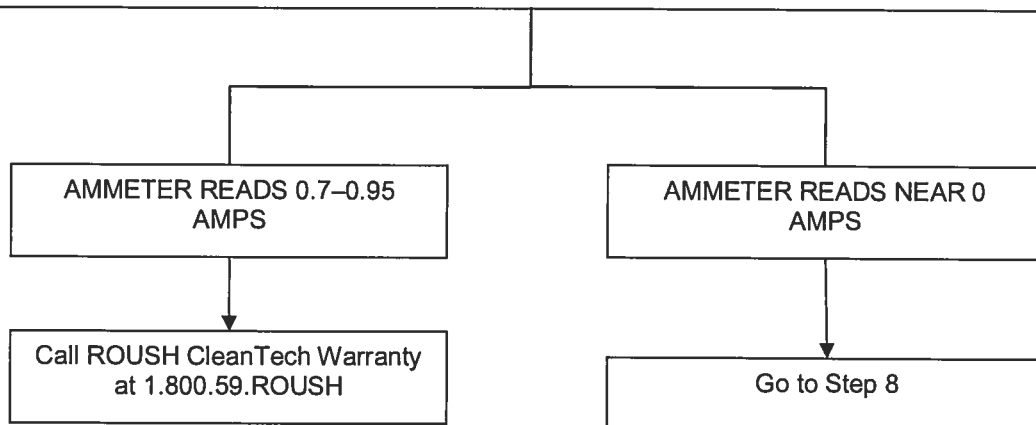 AMMETER READS 0.7–0.95
AMPS
AMMETER READS NEAR 0
AMPS
Call ROUSH CleanTech Warranty
at 1.800.59.ROUSH
Go to Step 8